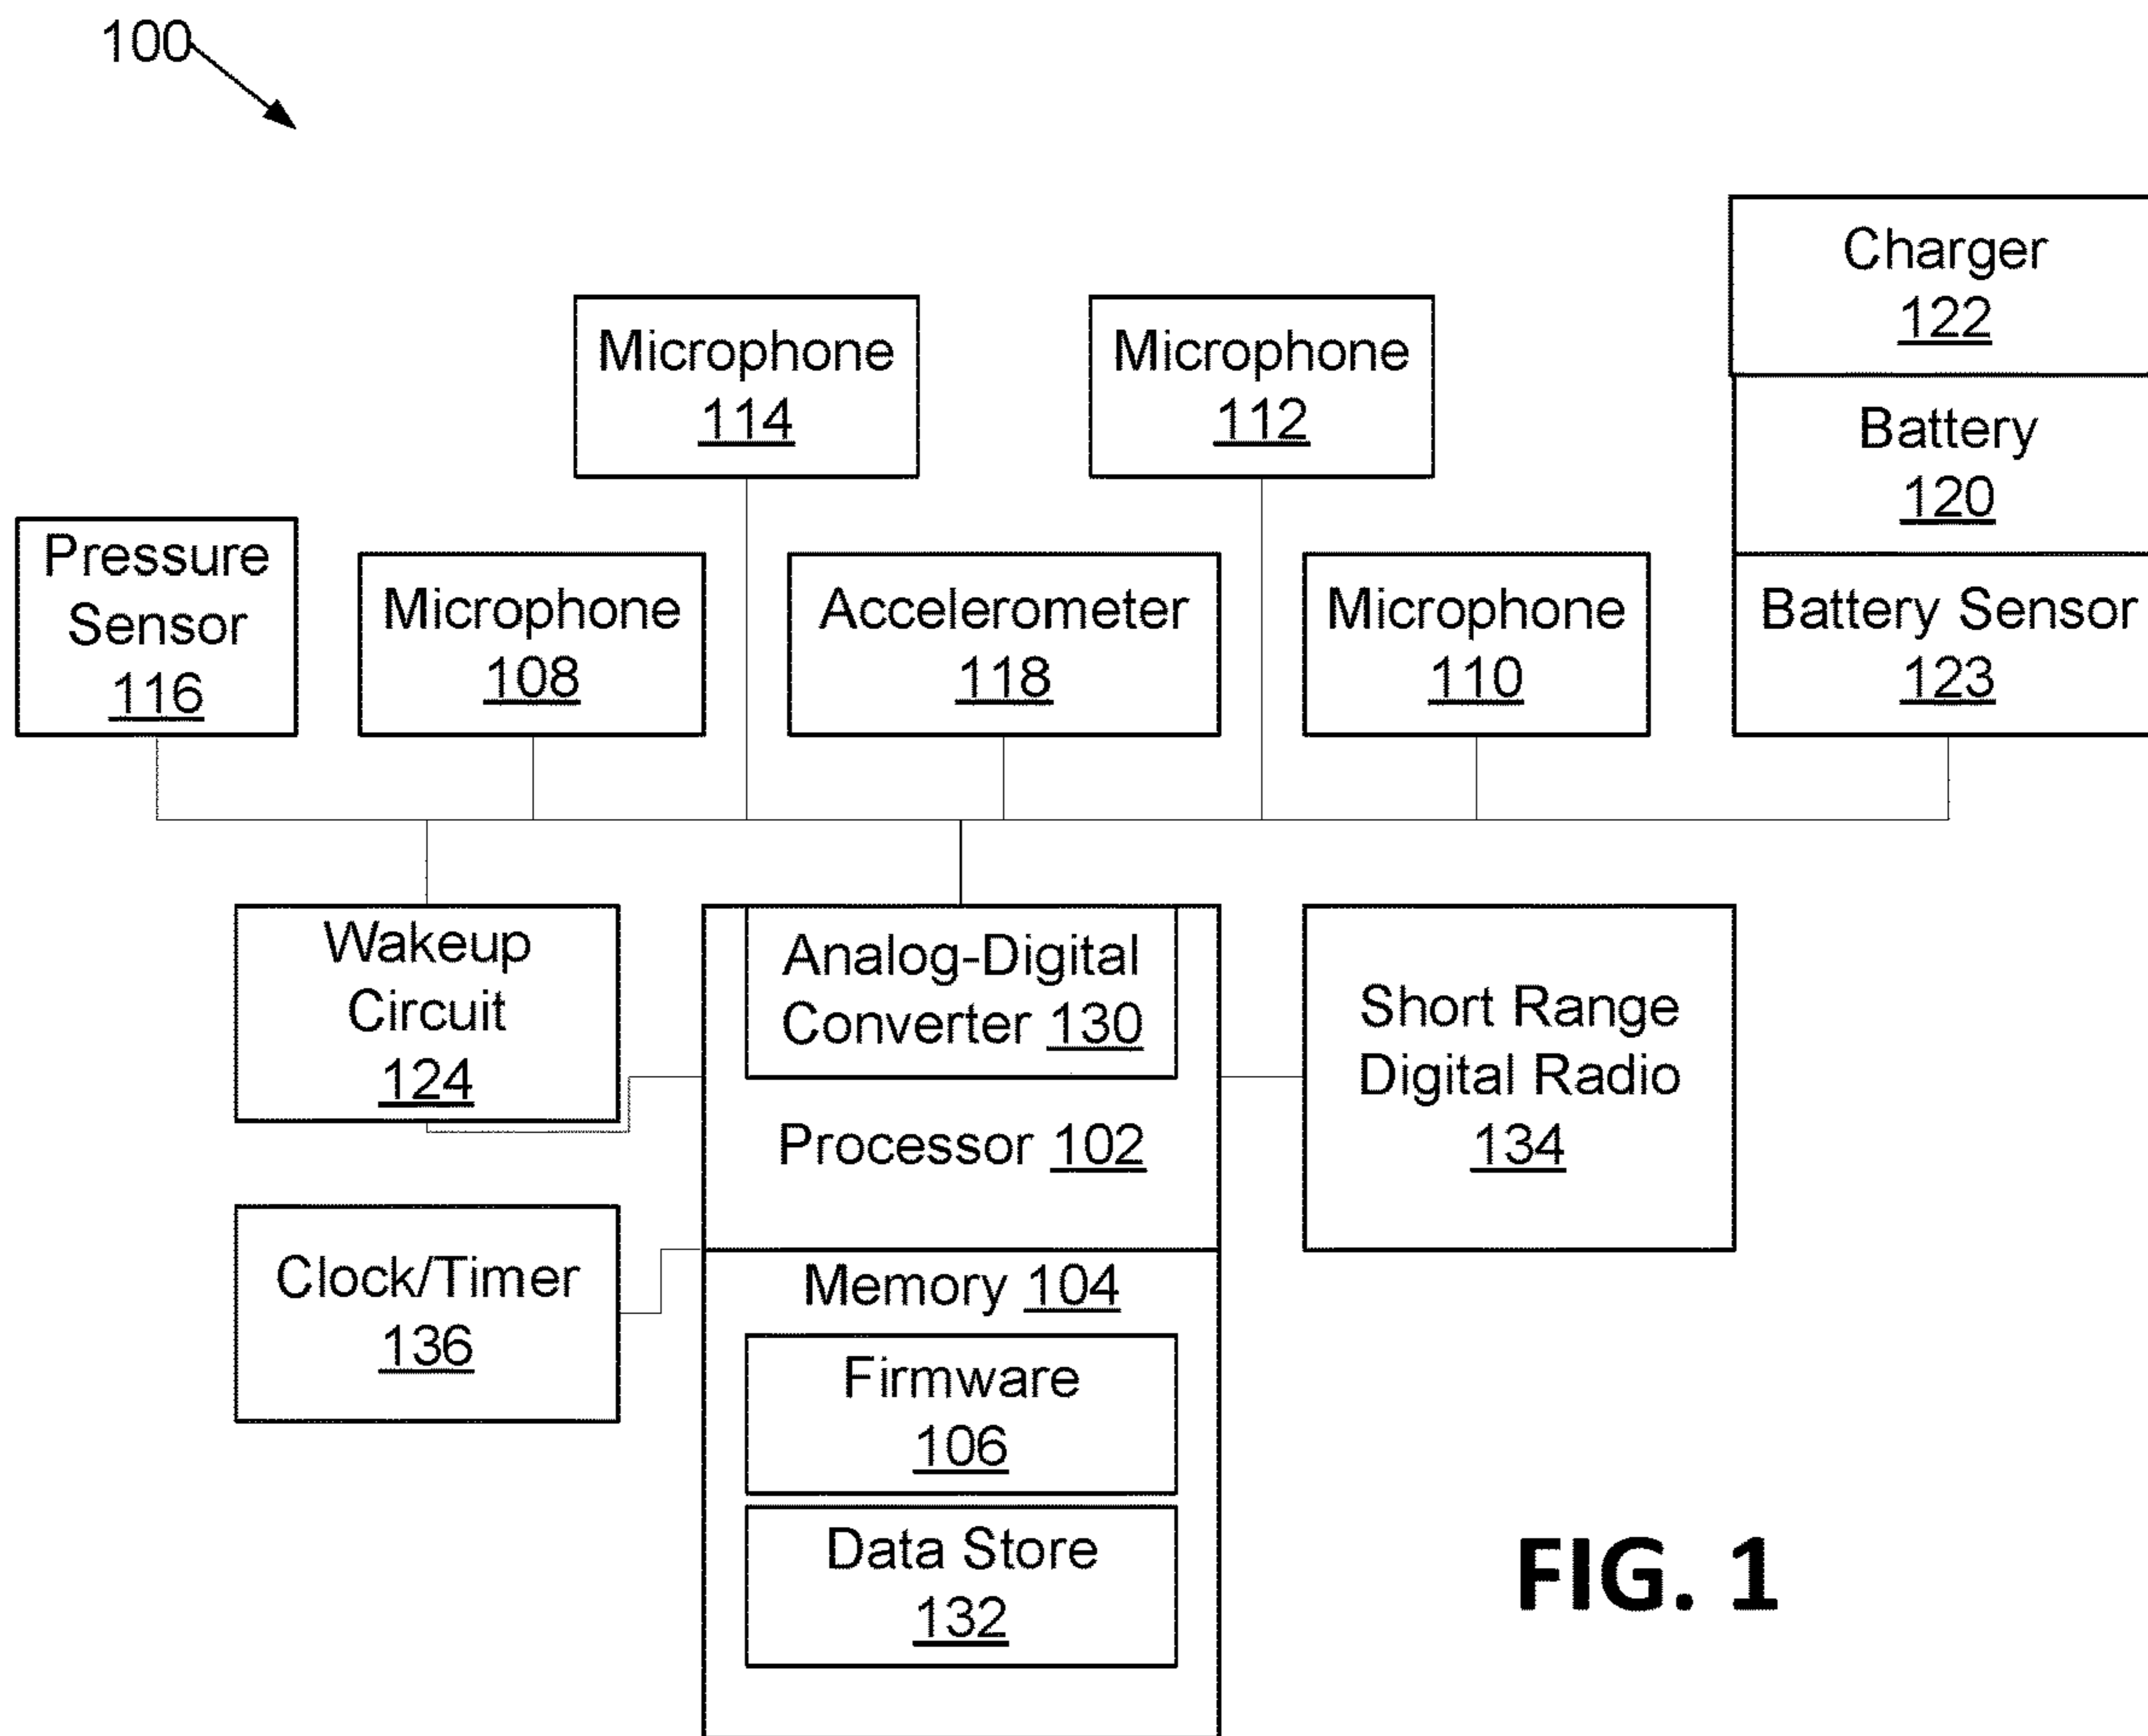 100
Charger
122
Microphone
114
Microphone
112
Battery
120
Pressure
Sensor
116
Microphone
108
Accelerometer
118
Microphone
110
Battery Sensor
123
Wakeup
Circuit
124
Analog-Digital
Converter 130
Processor 102
Short Range
Digital Radio
134
Clock/Timer
136
Memory 104
Firmware
106
Data Store
132
FIG. 1